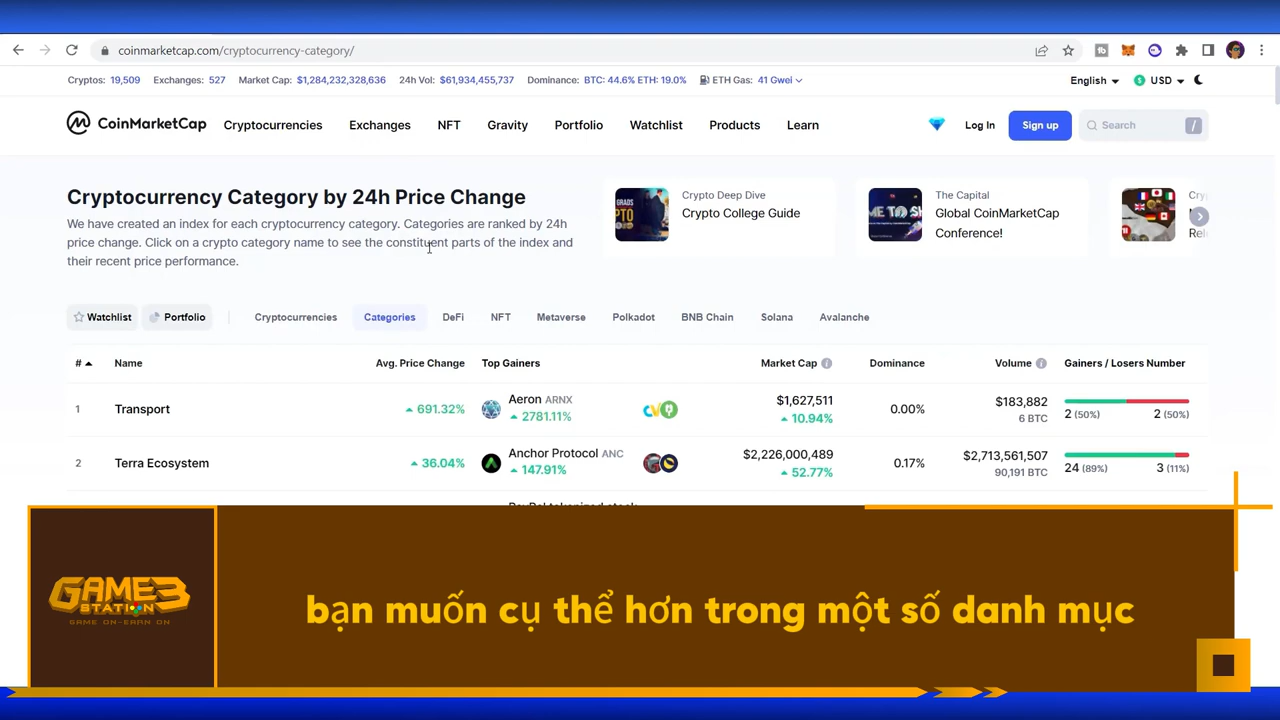 coinmarketcap.com/cryptocurrency-category/
Cryptos: 19,509 Exchanges: 527 Market Cap: $1,284,232,328,636 24h Vol: $61,934,455,737 Dominance: BTC: 44.6% ETH: 19.0% ETH Gas: 41 Gwei English USD
CoinMarketCap Cryptocurrencies Exchanges NFT Gravity Portfolio Watchlist Products Learn Log In Sign up Search /
Cryptocurrency Category by 24h Price Change
We have created an index for each cryptocurrency category. Categories are ranked by 24h
price change. Click on a crypto category name to see the constituent parts of the index and
their recent price performance.
Crypto Deep Dive
Crypto College Guide
The Capital
Global CoinMarketCap
Conference!
Watchlist Portfolio Cryptocurrencies Categories DeFi NFT Metaverse Polkadot BNB Chain Solana Avalanche
# Name Avg. Price Change Top Gainers Market Cap Dominance Volume Gainers / Losers Number
1 Transport 691.32% Aeron ARNX 2781.11% $1,627,511 10.94% 0.00% $183,882 6 BTC 2 (50%) 2 (50%)
2 Terra Ecosystem 36.04% Anchor Protocol ANC 147.91% $2,226,000,489 52.77% 0.17% $2,713,561,507 90,191 BTC 24 (89%) 3 (11%)
GAME3
STATION
GAME ON-EARN ON
bạn muốn cụ thể hơn trong một số danh mục